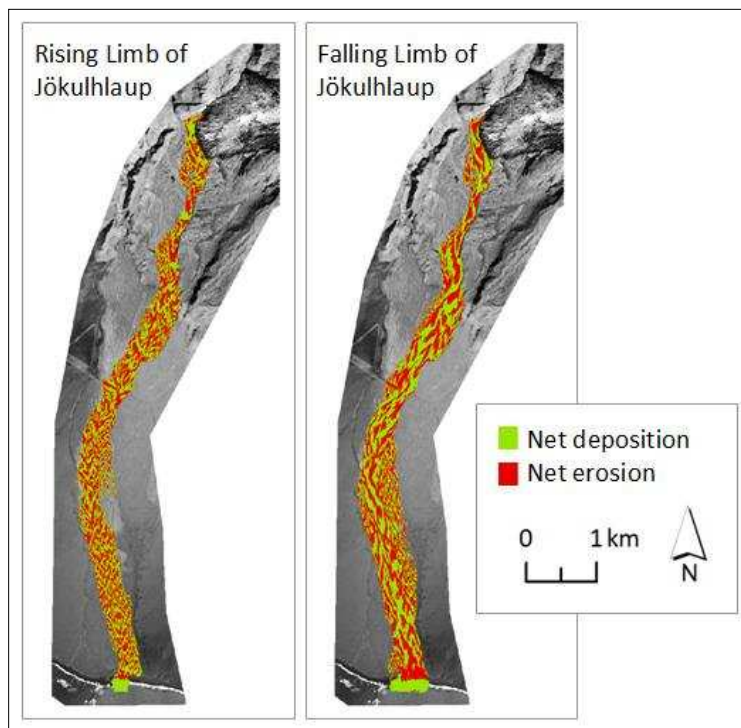 Rising Limb of
Jökulhlaup
Falling Limb of
Jökulhlaup
Net deposition
Net erosion
0 1 km
N